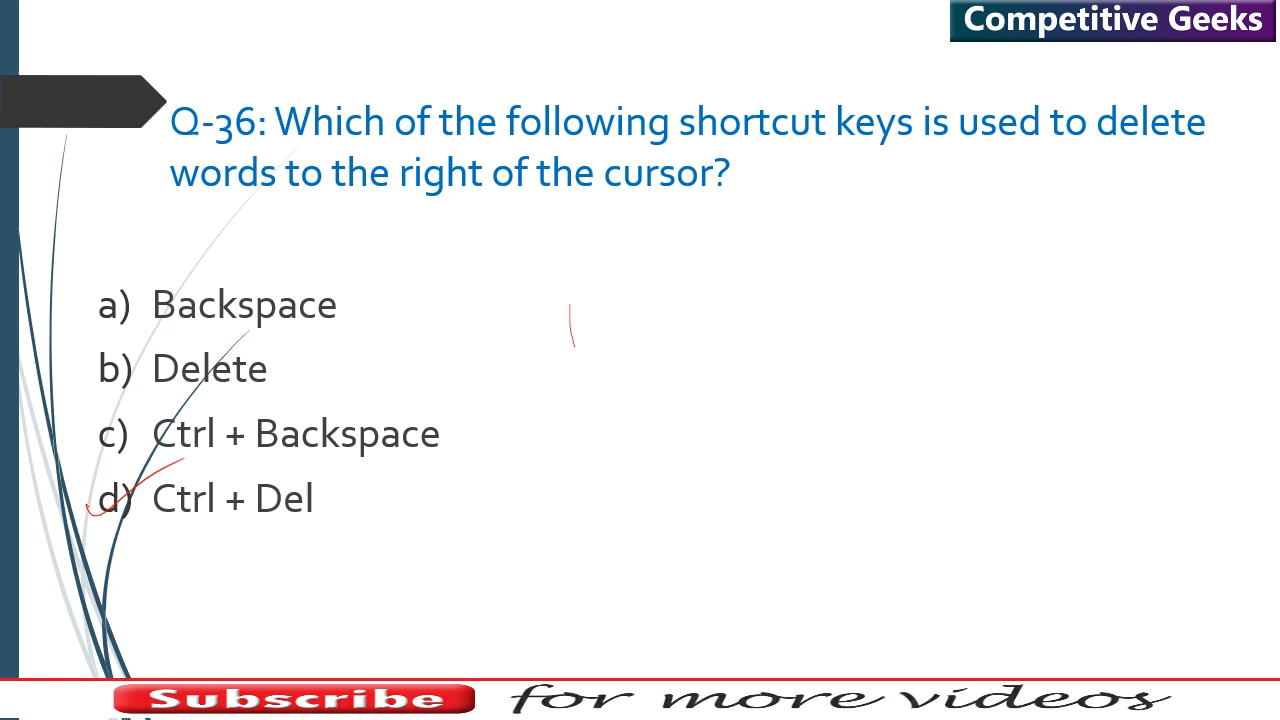 Competitive Geeks
Q-36: Which of the following shortcut keys is used to delete
words to the right of the cursor?
a) Backspace
b) Delete
c) Ctrl + Backspace
d) Ctrl + Del
Subscribe for more videos